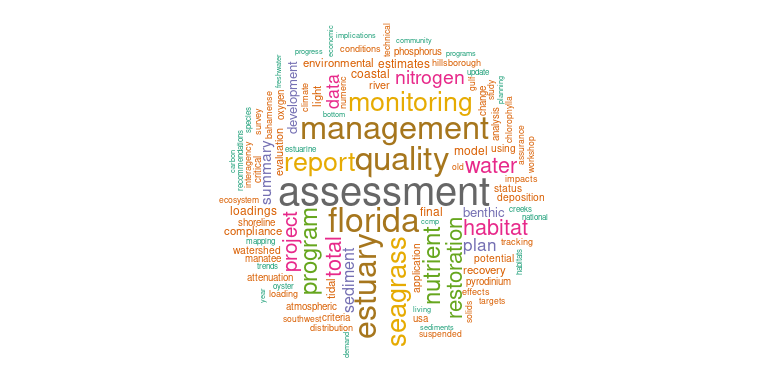 implications
economic
technical
community
progress
conditions
phosphorus
programs
freshwater
environmental
estimates
hillsborough
coastal
nitrogen
update
development
oxygen
climate
light
data
numeric
river
gulf
change
study
planning
monitoring
bottom
species
survey
bahamense
management
analysis
chlorophylla
assurance
workshop
evaluation
estuarine
model
using
recommendations
carbon
interagency
critical
summary
report
quality
old
water
impacts
assessment
status
ecosystem
deposition
loadings
shoreline
compliance
project
program
florida
final
ccmp
benthic
creeks
national
habitat
mapping
watershed
manatee
trends
total
estuary
seagrass
nutrient
restoration
plan
tracking
potential
habitats
attenuation
sediment
application
recovery
pyrodinium
oyster
year
loading
tidal
effects
targets
atmospheric
living
solids
southwest
criteria
usa
distribution
sediments
suspended
demand